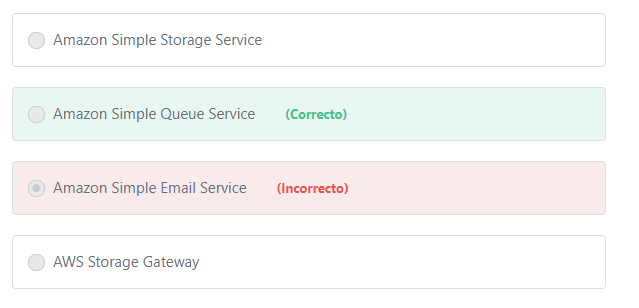 Amazon Simple Storage Service
Amazon Simple Queue Service (Correcto)
Amazon Simple Email Service (Incorrecto)
AWS Storage Gateway